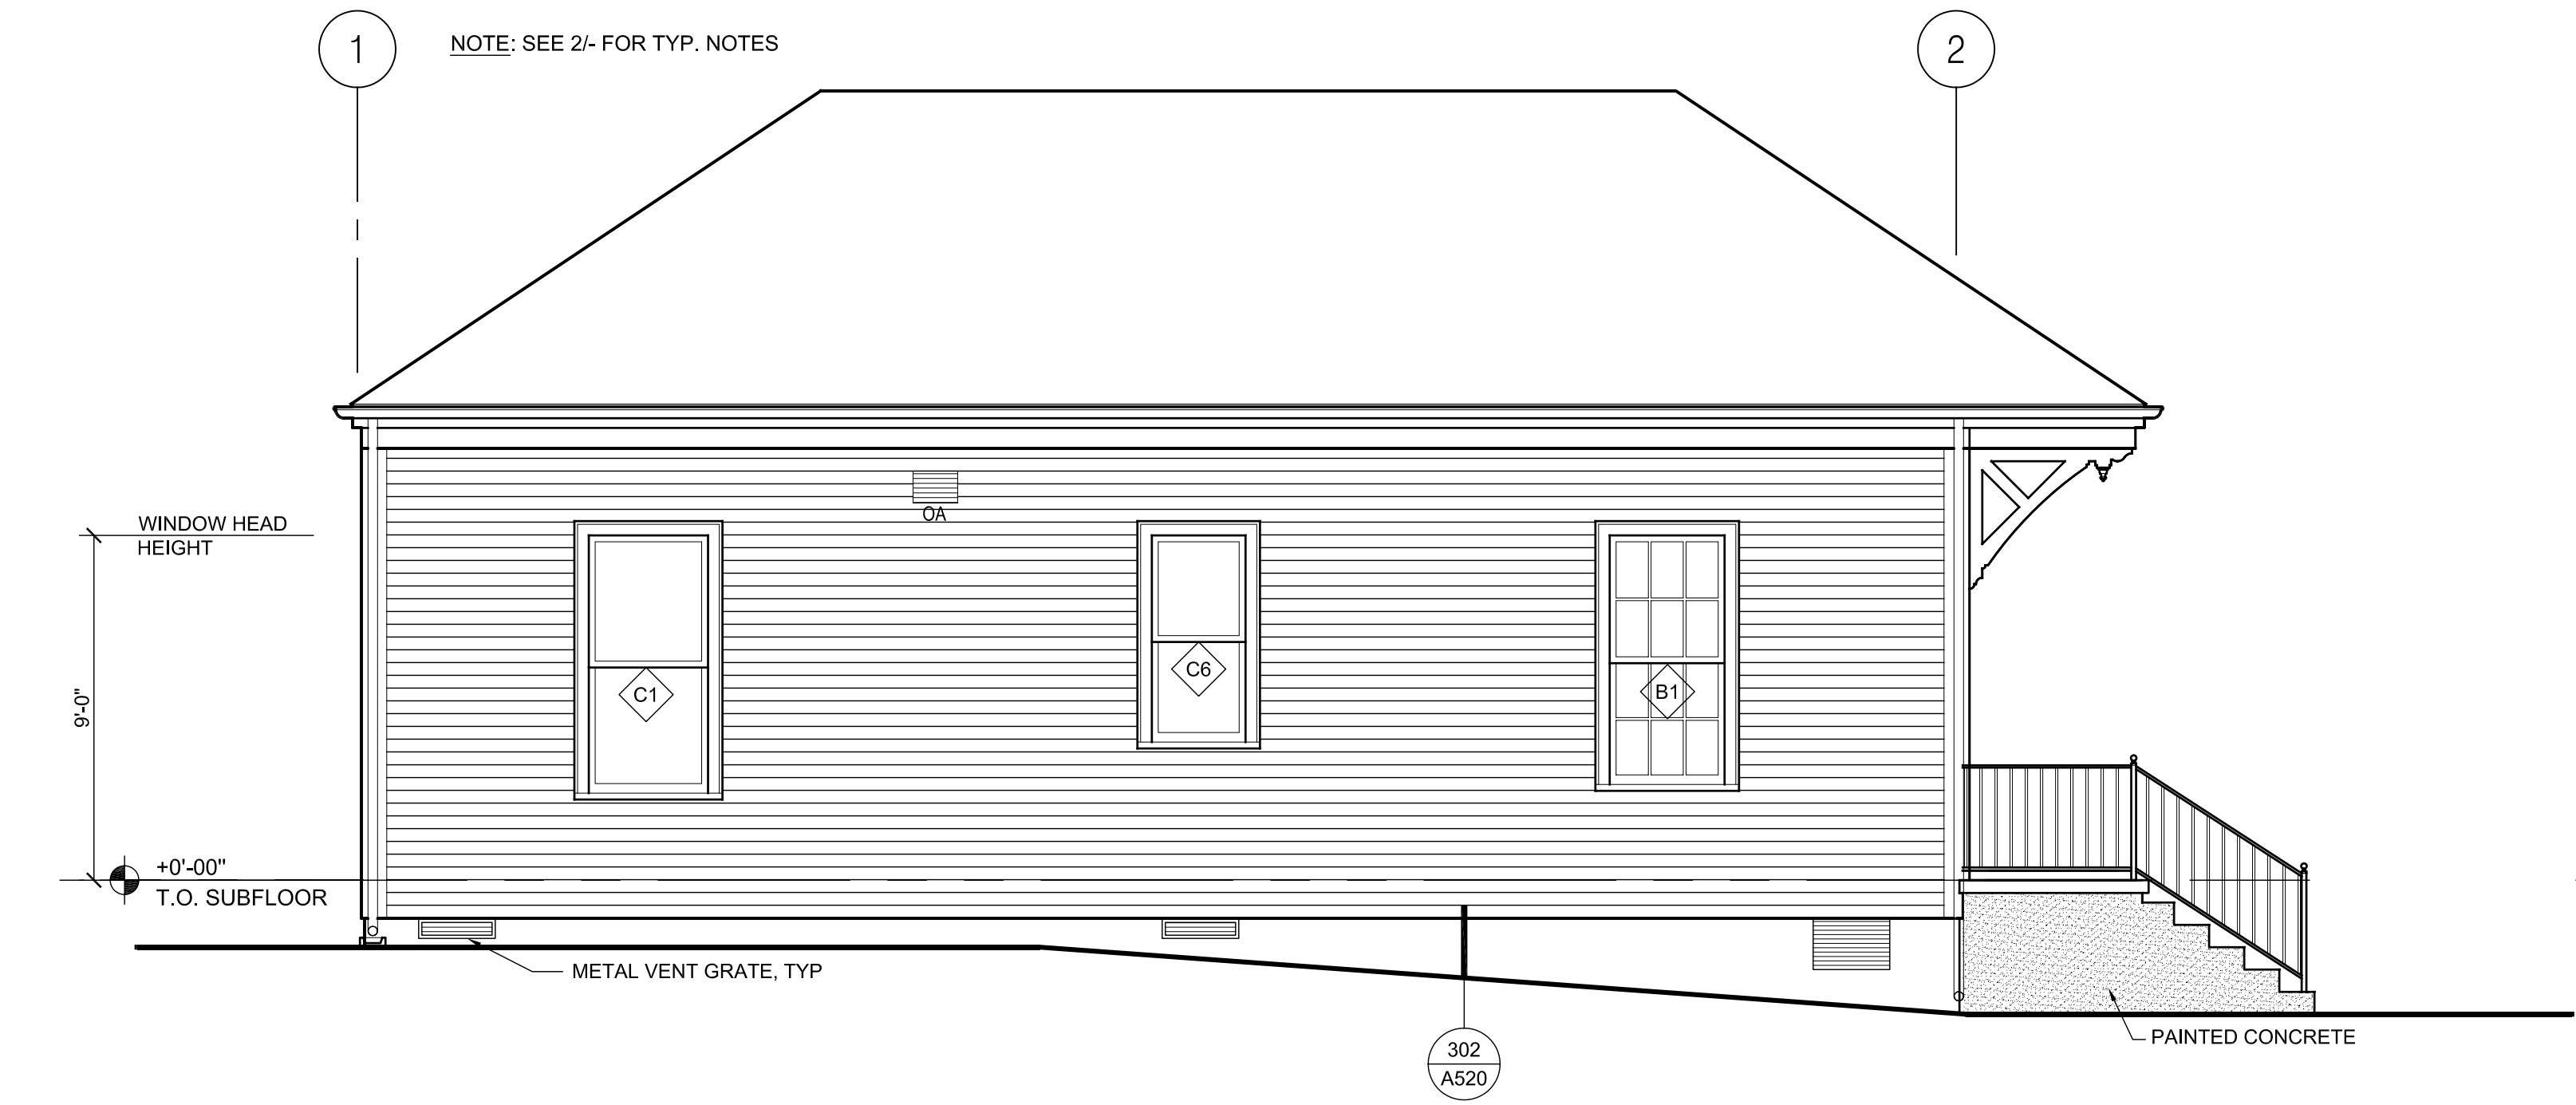 1
NOTE: SEE 2/- FOR TYP. NOTES
2
OA
WINDOW HEAD
HEIGHT
C1
C6
B1
9'-0"
+0'-00"
T.O. SUBFLOOR
METAL VENT GRATE, TYP
PAINTED CONCRETE
302
A520